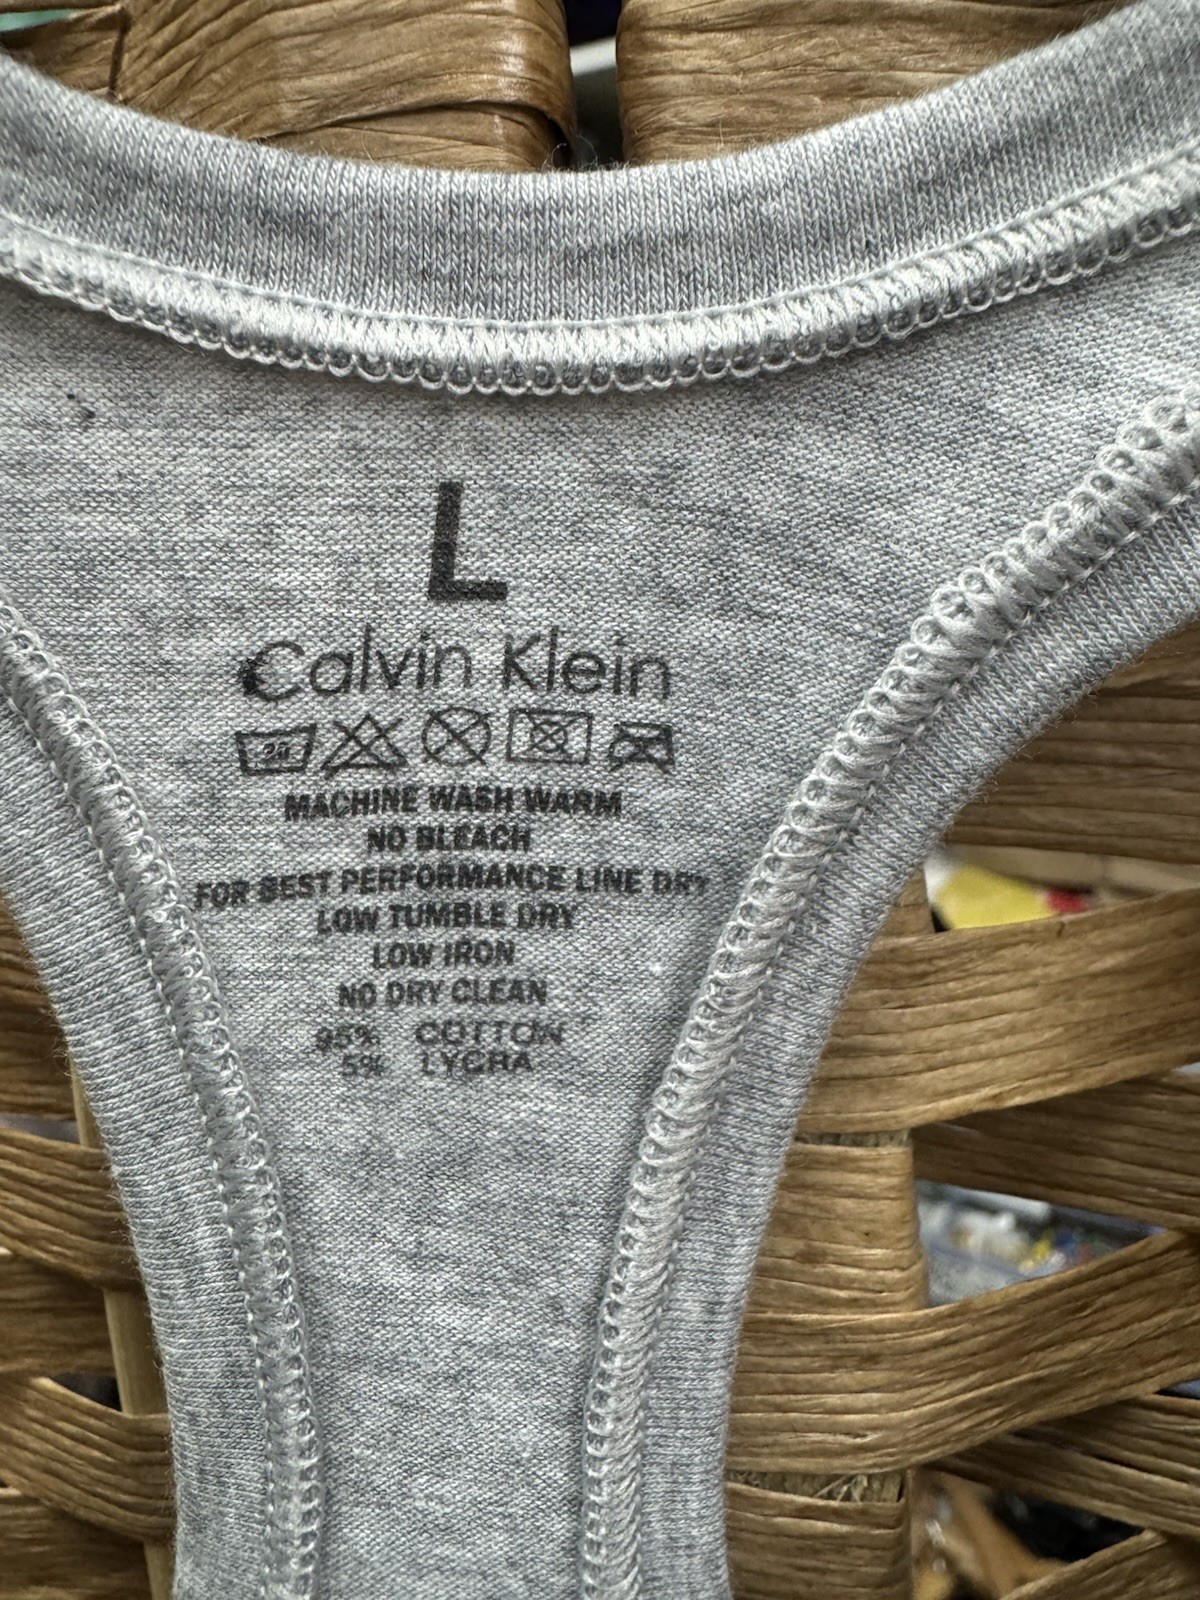 L
Calvin Klein
30
MACHINE WASH WARM
NO BLEACH
FOR BEST PERFORMANCE LINE DRY
LOW TUMBLE DRY
LOW IRON
NO DRY CLEAN
95% COTTON
5% LYCRA